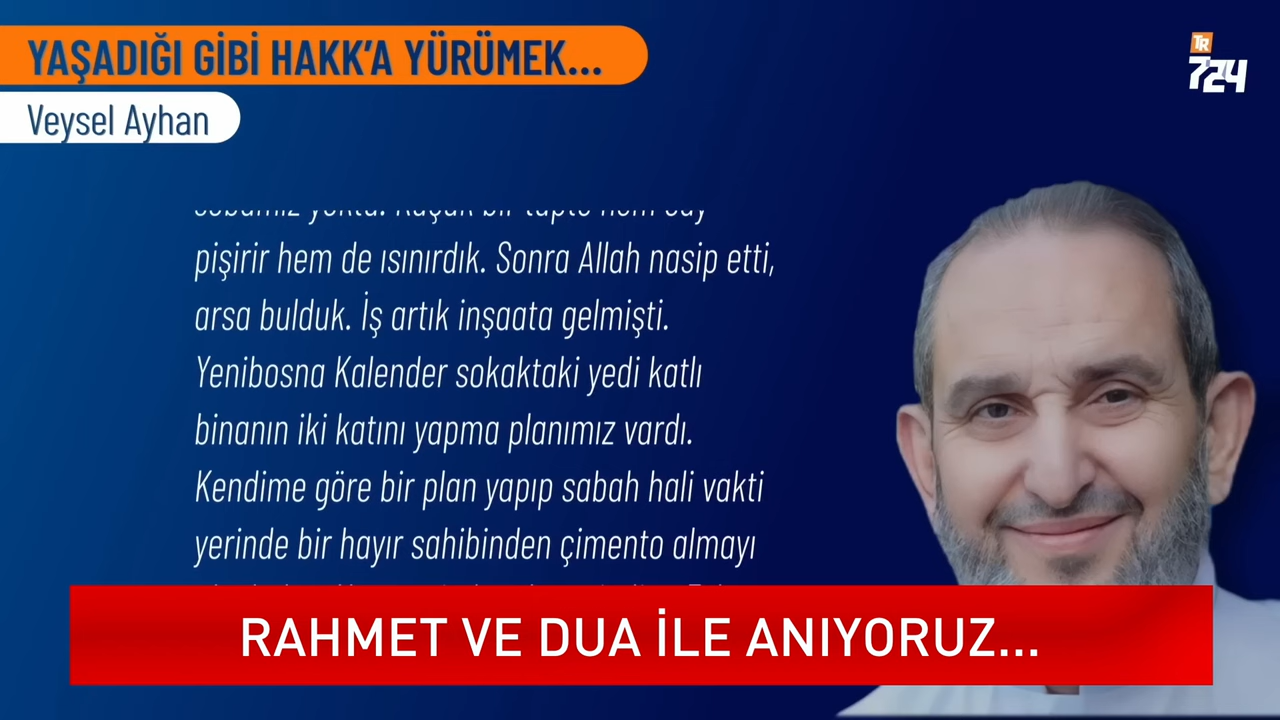 YAŞADIĞI GİBİ HAKK'A YÜRÜMEK...
Veysel Ayhan
TR
724
pişirir hem de ısınırdık. Sonra Allah nasip etti,
arsa bulduk. İş artık inşaata gelmişti.
Yenibosna Kalender sokaktaki yedi katlı
binanın iki katını yapma planımız vardı.
Kendime göre bir plan yapıp sabah hali vakti
yerinde bir hayır sahibinden çimento almayı
RAHMET VE DUA İLE ANIYORUZ...